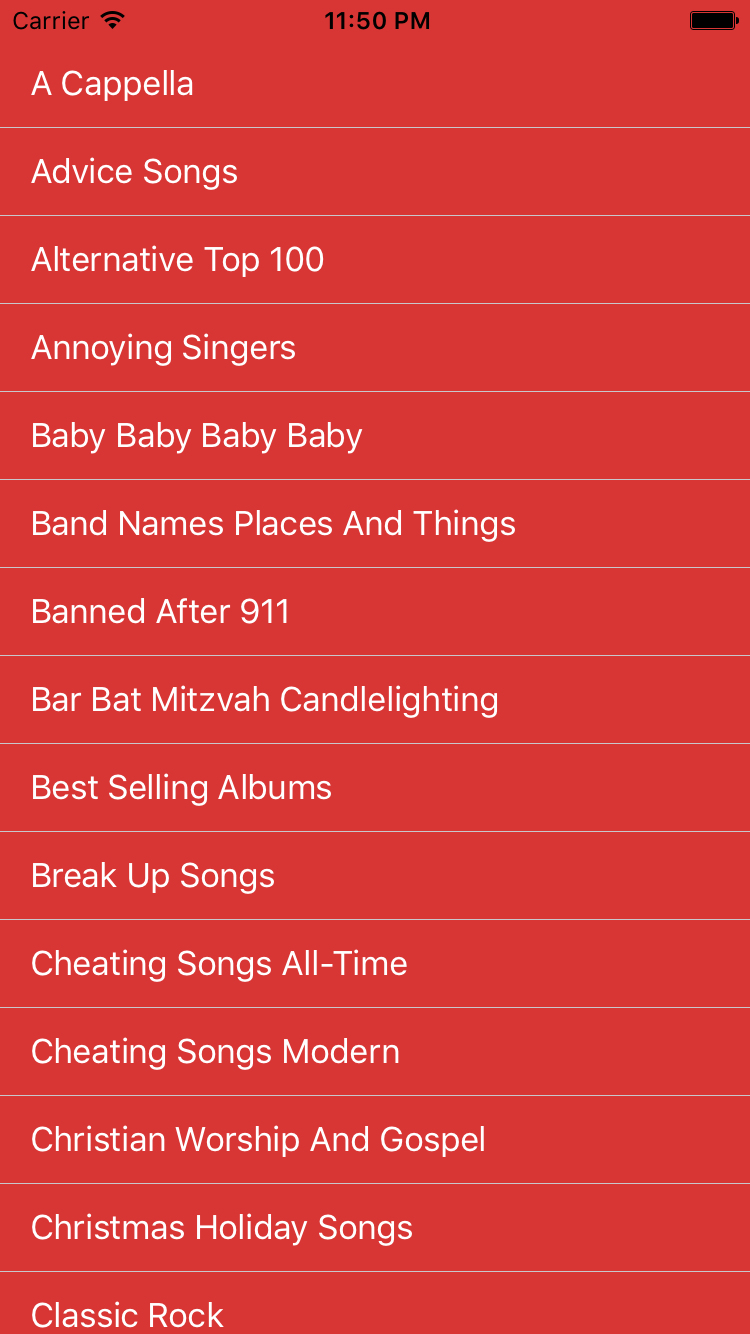 Carrier 11:50 PM
A Cappella
Advice Songs
Alternative Top 100
Annoying Singers
Baby Baby Baby Baby
Band Names Places And Things
Banned After 911
Bar Bat Mitzvah Candlelighting
Best Selling Albums
Break Up Songs
Cheating Songs All-Time
Cheating Songs Modern
Christian Worship And Gospel
Christmas Holiday Songs
Classic Rock